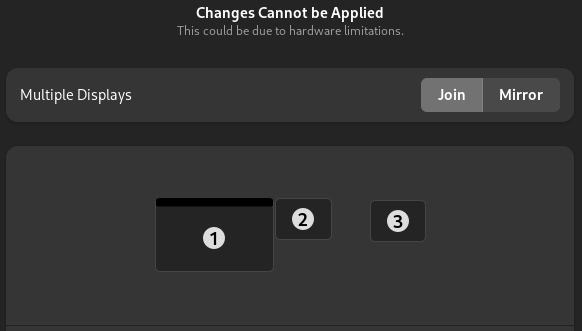 Changes Cannot be Applied
This could be due to hardware limitations.
Multiple Displays Join Mirror
1 2 3